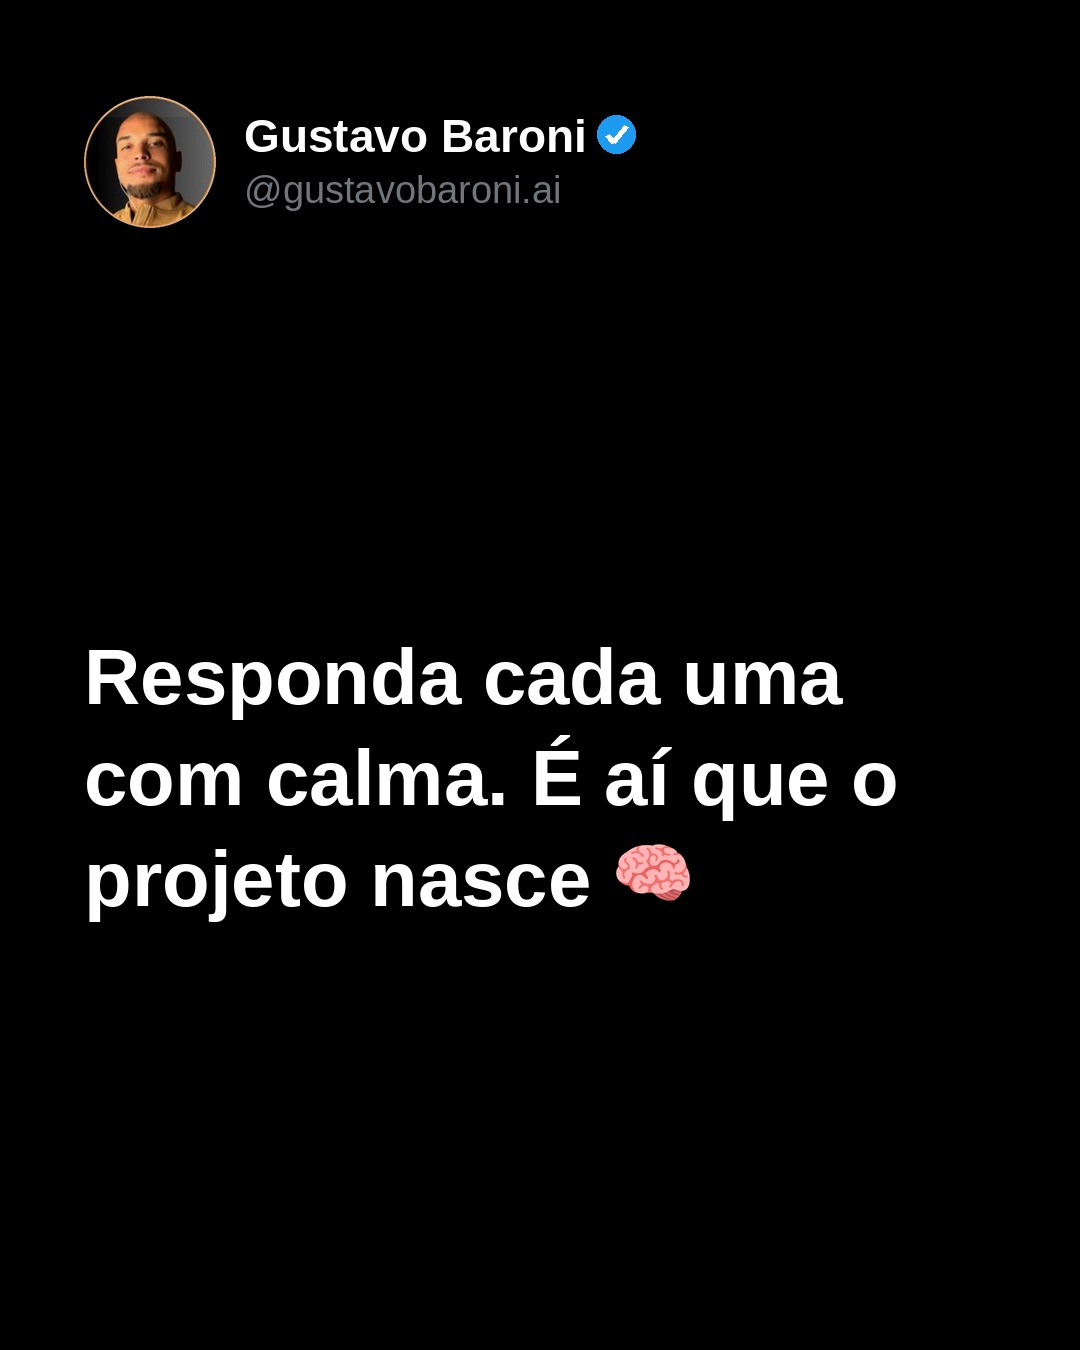 Gustavo Baroni
@gustavobaroni.ai
Responda cada uma
com calma. É aí que o
projeto nasce 🧠